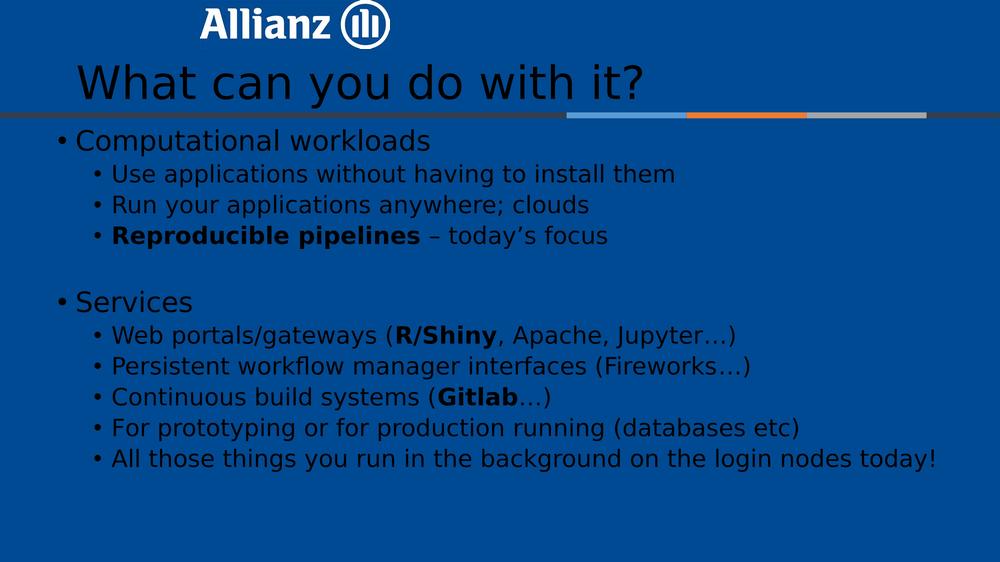 Allianz
What can you do with it?
• Computational workloads
• Use applications without having to install them
• Run your applications anywhere; clouds
• Reproducible pipelines – today’s focus
• Services
• Web portals/gateways (R/Shiny, Apache, Jupyter…)
• Persistent workflow manager interfaces (Fireworks…)
• Continuous build systems (Gitlab…)
• For prototyping or for production running (databases etc)
• All those things you run in the background on the login nodes today!